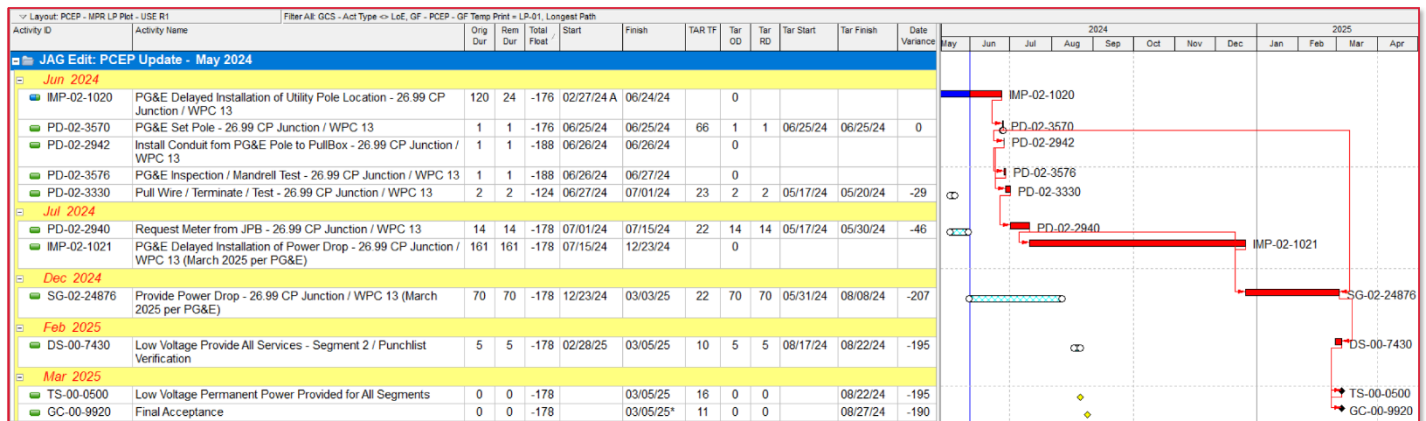 Layout: PCEP - MPR LP Plot - USE R1 Filter All: GCS - Act Type <> LoE, GF - PCEP - GF Temp Print = LP-01, Longest Path
Activity ID Activity Name Orig Dur Rem Dur Total Float Start Finish TAR TF Tar OD Tar RD Tar Start Tar Finish Date Variance 2024 2025
May Jun Jul Aug Sep Oct Nov Dec Jan Feb Mar Apr
JAG Edit: PCEP Update - May 2024
Jun 2024
IMP-02-1020 PG&E Delayed Installation of Utility Pole Location - 26.99 CP 120 24 -176 02/27/24 A 06/24/24 0 IMP-02-1020
Junction / WPC 13
PD-02-3570 PG&E Set Pole - 26.99 CP Junction / WPC 13 1 1 -176 06/25/24 06/25/24 66 1 1 06/25/24 06/25/24 0 PD-02-3570
PD-02-2942 Install Conduit fom PG&E Pole to PullBox - 26.99 CP Junction / 1 1 -188 06/26/24 06/26/24 0 PD-02-2942
WPC 13
PD-02-3576 PG&E Inspection / Mandrell Test - 26.99 CP Junction / WPC 13 1 1 -188 06/26/24 06/27/24 0 PD-02-3576
PD-02-3330 Pull Wire / Terminate / Test - 26.99 CP Junction / WPC 13 2 2 -124 06/27/24 07/01/24 23 2 2 05/17/24 05/20/24 -29 PD-02-3330
Jul 2024
PD-02-2940 Request Meter from JPB - 26.99 CP Junction / WPC 13 14 14 -178 07/01/24 07/15/24 22 14 14 05/17/24 05/30/24 -46 PD-02-2940
IMP-02-1021 PG&E Delayed Installation of Power Drop - 26.99 CP Junction / 161 161 -178 07/15/24 12/23/24 0 IMP-02-1021
WPC 13 (March 2025 per PG&E)
Dec 2024
SG-02-24876 Provide Power Drop - 26.99 CP Junction / WPC 13 (March 70 70 -178 12/23/24 03/03/25 22 70 70 05/31/24 08/08/24 -207 SG-02-24876
2025 per PG&E)
Feb 2025
DS-00-7430 Low Voltage Provide All Services - Segment 2 / Punchlist 5 5 -178 02/28/25 03/05/25 10 5 5 08/17/24 08/22/24 -195 DS-00-7430
Verification
Mar 2025
TS-00-0500 Low Voltage Permanent Power Provided for All Segments 0 0 -178 03/05/25 16 0 0 08/22/24 -195 TS-00-0500
GC-00-9920 Final Acceptance 0 0 -178 03/05/25* 11 0 0 08/27/24 -190 GC-00-9920